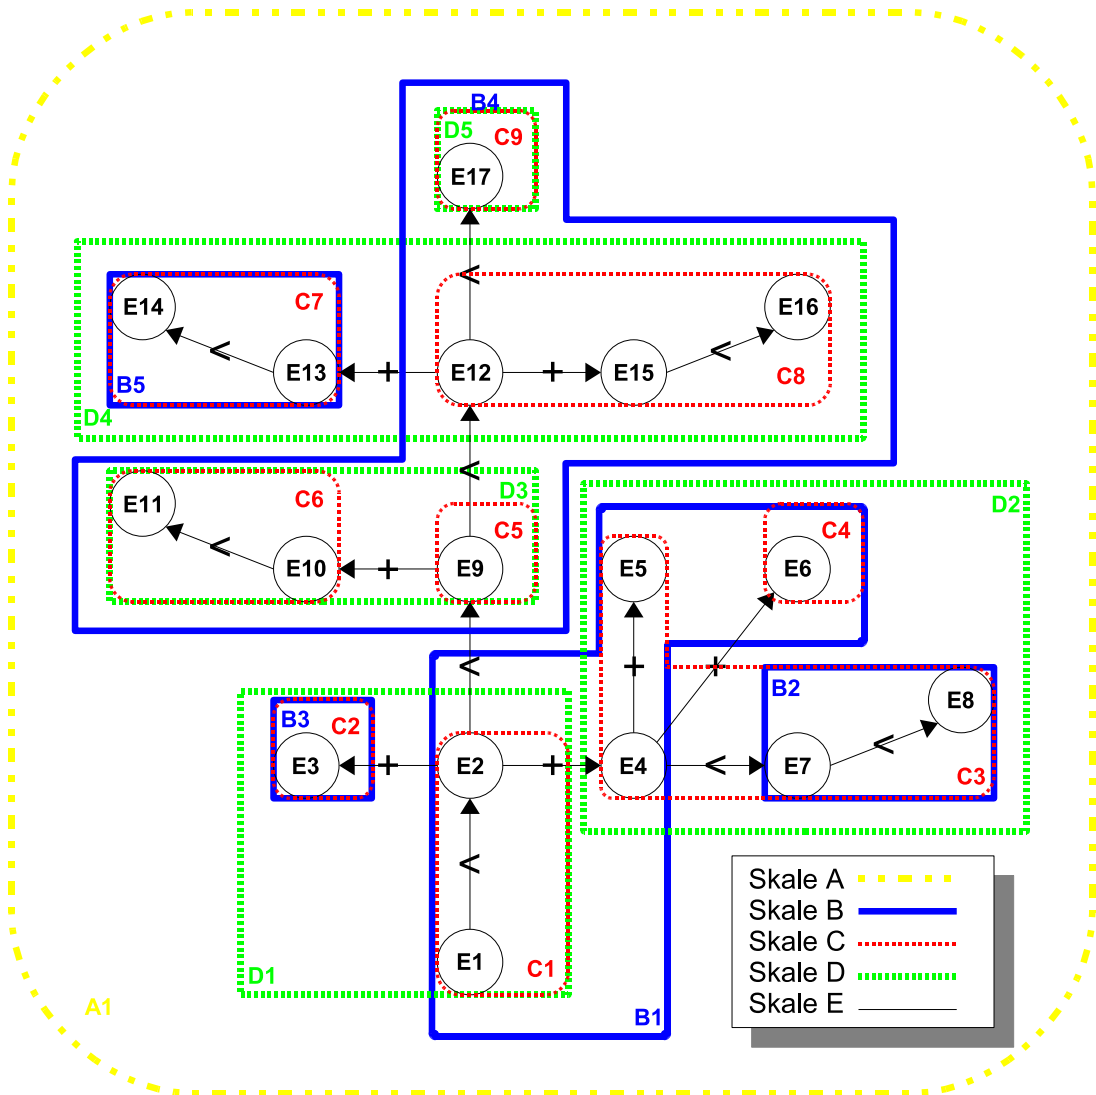 B4
D5 C9
E17
<
E14 C7 E16
< <
B5 E13 + E12 + E15 C8
D4
<
E11 C6 D3 D2
< C5 C4
E10 + E9 E5 E6
< + +
B3 C2 B2 E8
E3 + E2 + E4 < E7 < C3
<
E1 C1
D1
A1 B1
Skale A
Skale B
Skale C
Skale D
Skale E